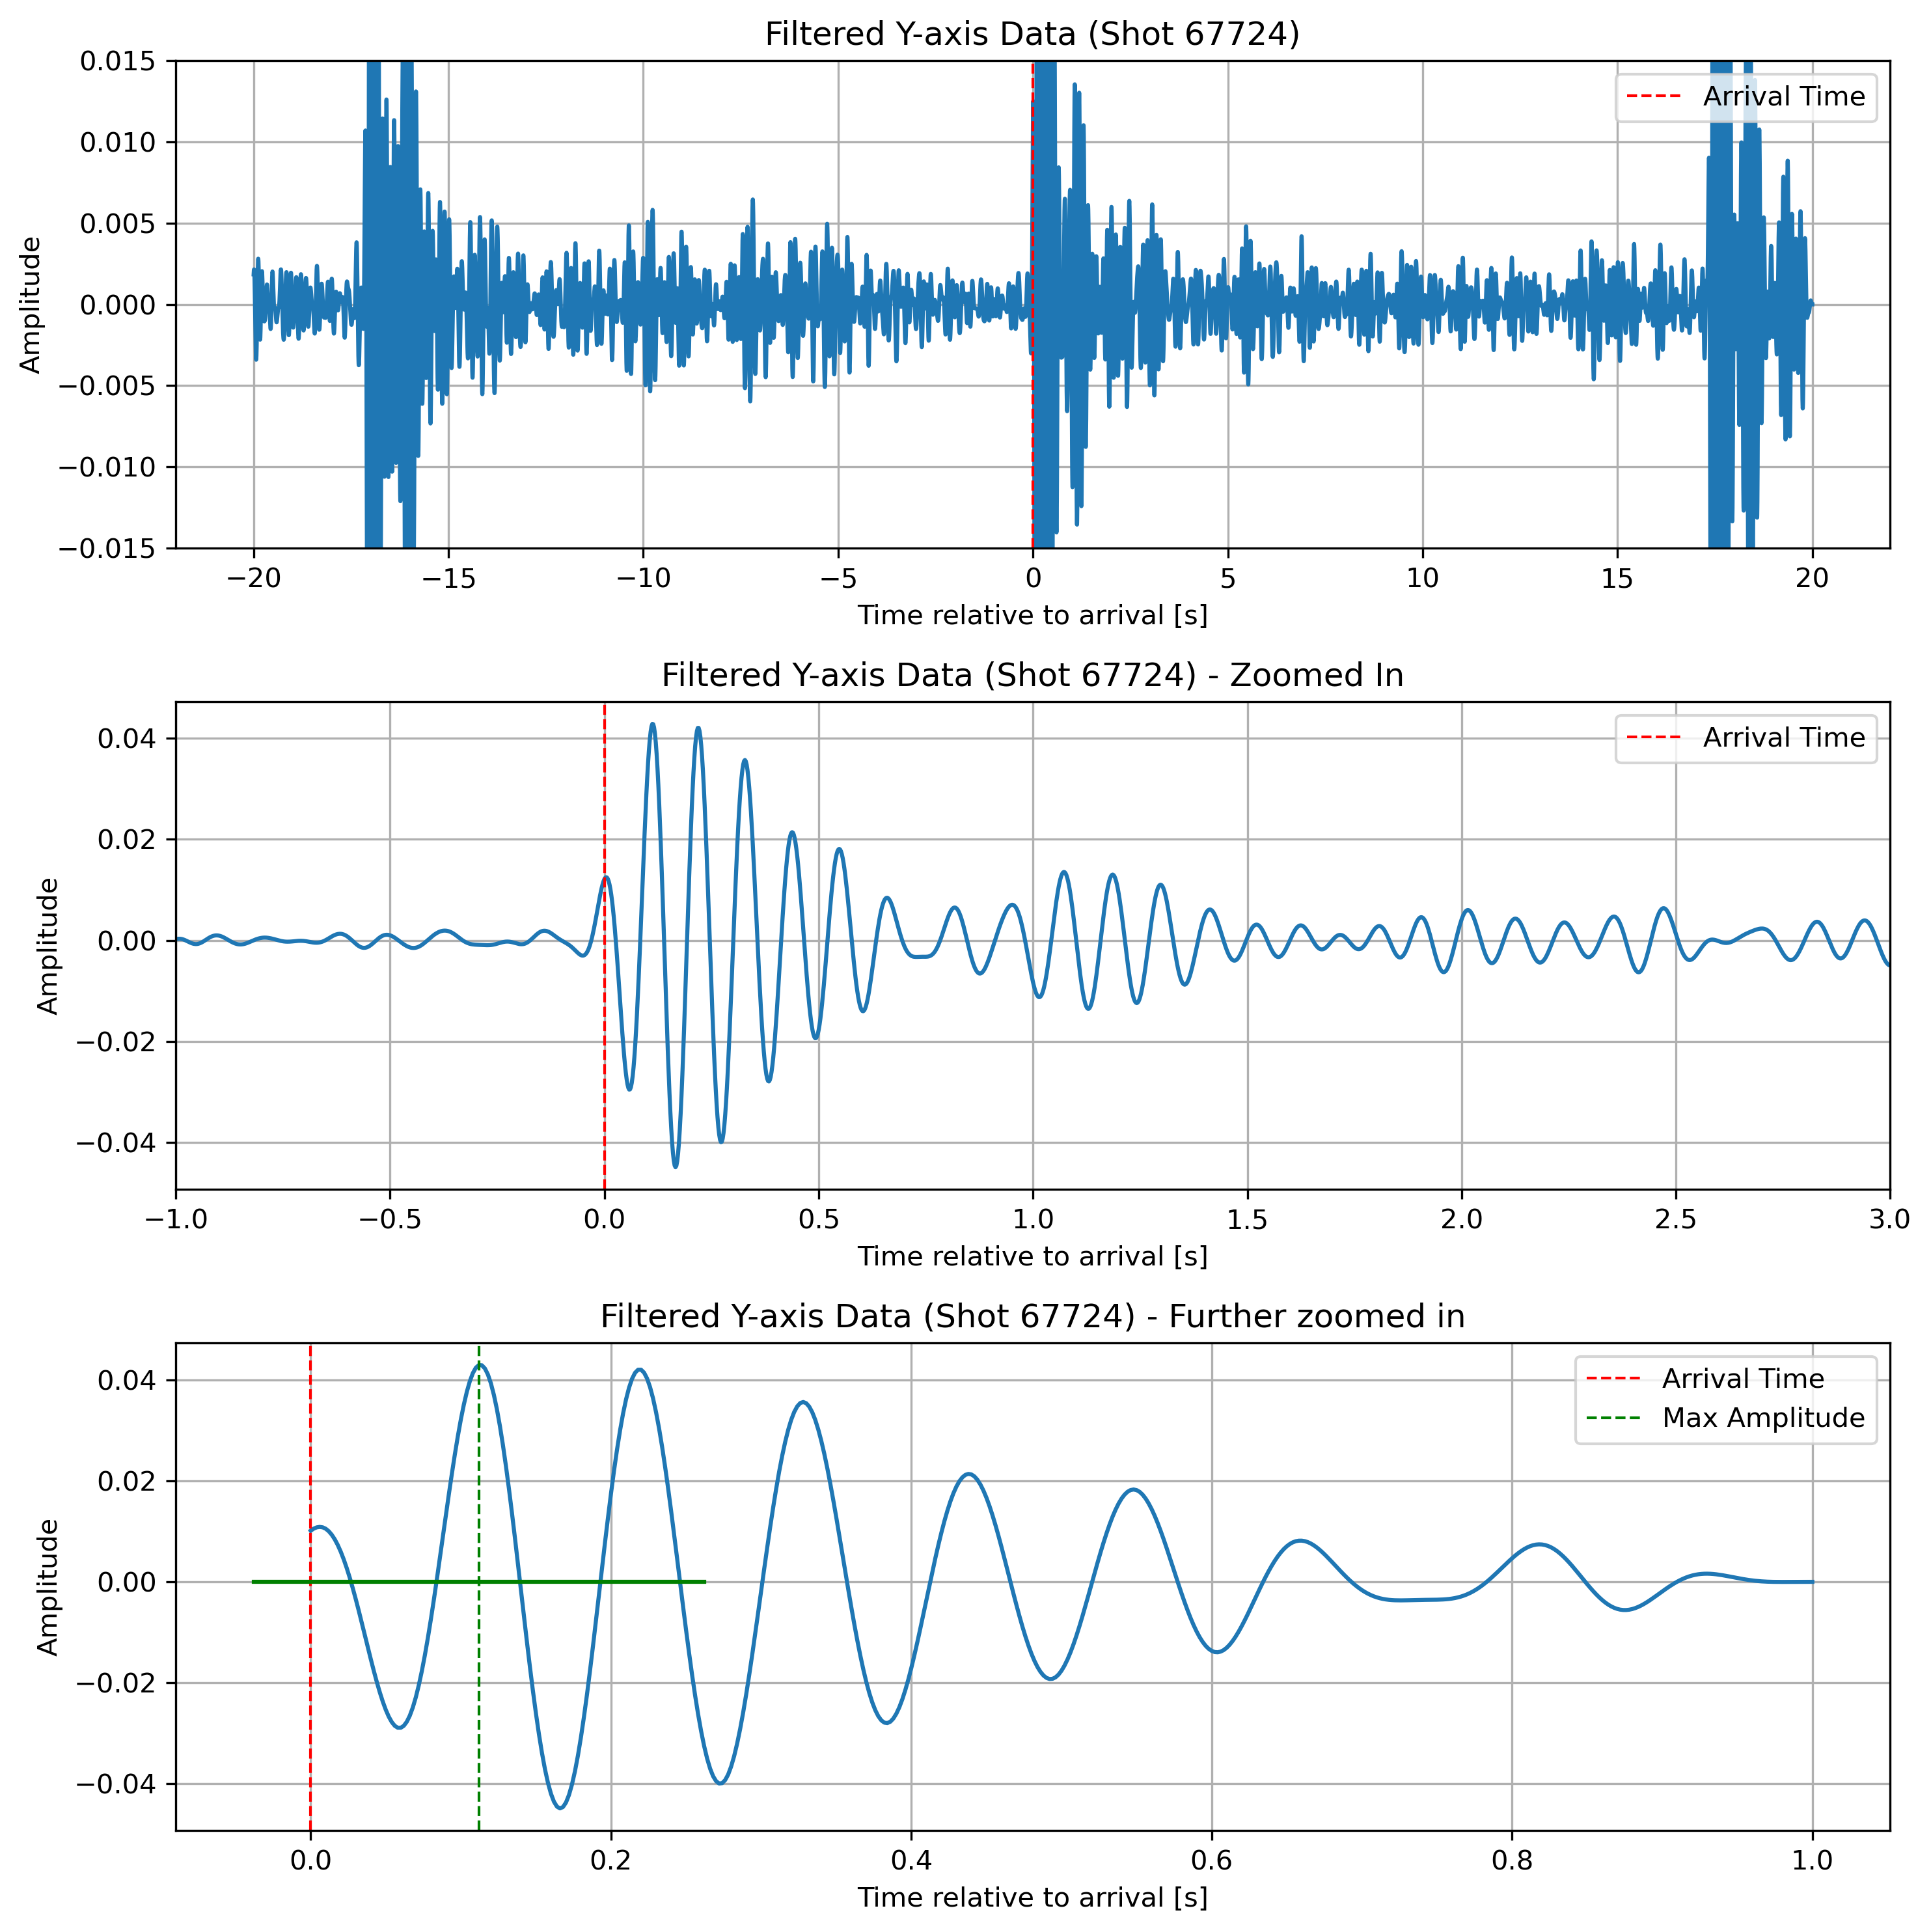 Filtered Y-axis Data (Shot 67724)
0.015
0.010
0.005
0.000
−0.005
−0.010
−0.015
Amplitude
Arrival Time
−20 −15 −10 −5 0 5 10 15 20
Time relative to arrival [s]
Filtered Y-axis Data (Shot 67724) - Zoomed In
0.04
0.02
0.00
−0.02
−0.04
Amplitude
Arrival Time
−1.0 −0.5 0.0 0.5 1.0 1.5 2.0 2.5 3.0
Time relative to arrival [s]
Filtered Y-axis Data (Shot 67724) - Further zoomed in
0.04
0.02
0.00
−0.02
−0.04
Amplitude
Arrival Time
Max Amplitude
0.0 0.2 0.4 0.6 0.8 1.0
Time relative to arrival [s]